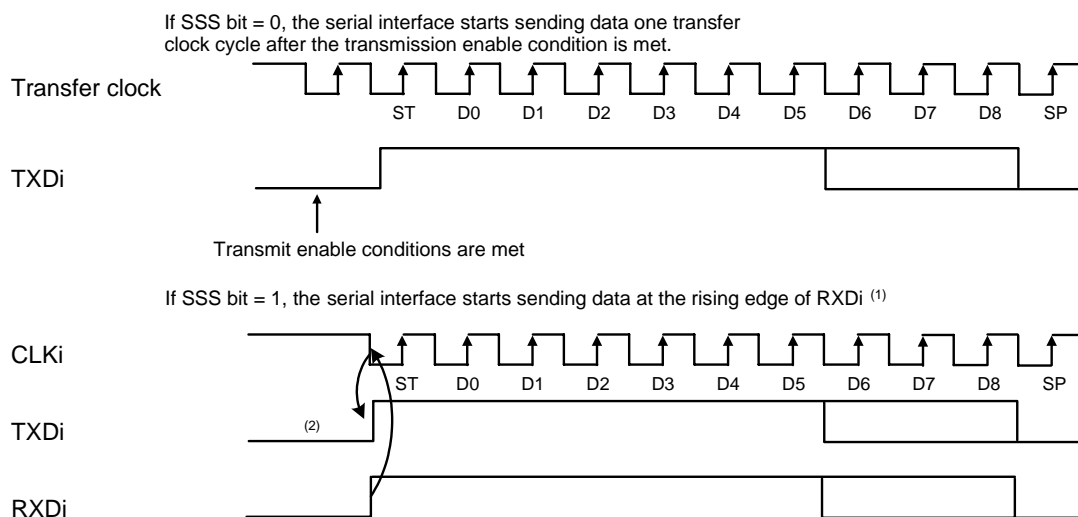 If SSS bit = 0, the serial interface starts sending data one transfer
clock cycle after the transmission enable condition is met.
Transfer clock
ST D0 D1 D2 D3 D4 D5 D6 D7 D8 SP
TXDi
Transmit enable conditions are met
If SSS bit = 1, the serial interface starts sending data at the rising edge of RXDi (1)
CLKi
ST D0 D1 D2 D3 D4 D5 D6 D7 D8 SP
TXDi
(2)
RXDi